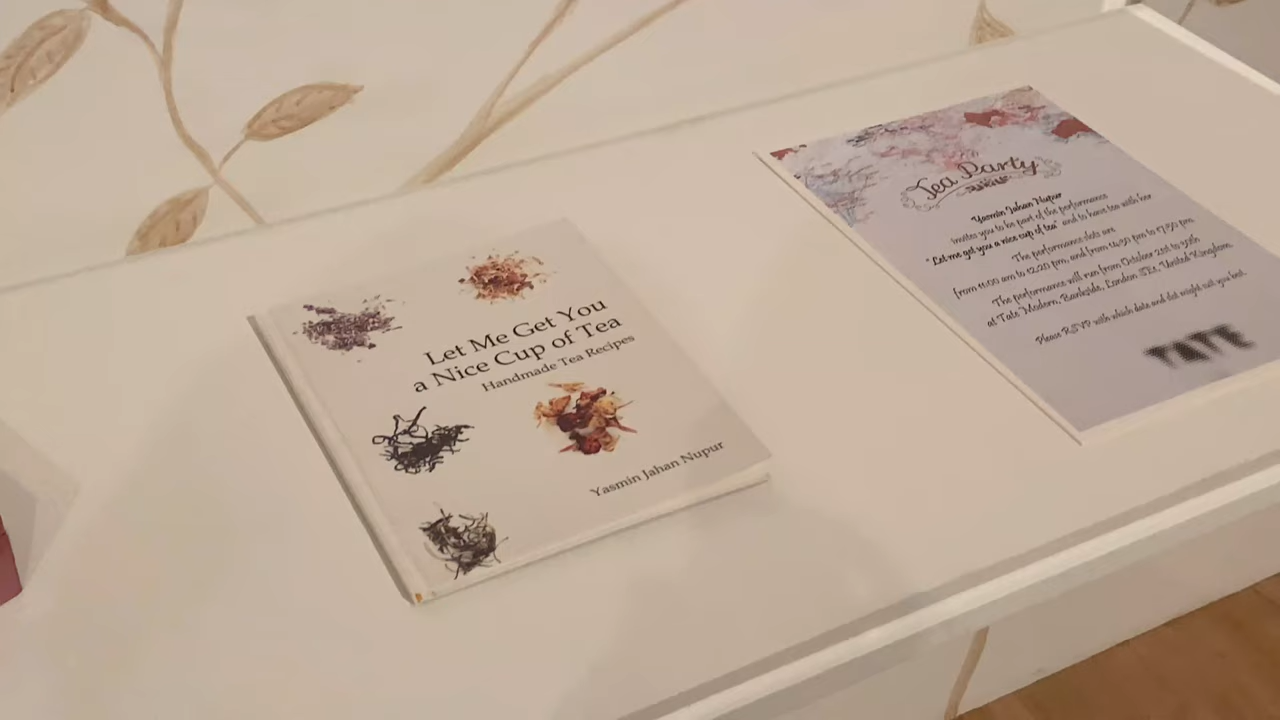 Let Me Get You
a Nice Cup of Tea
Handmade Tea Recipes
Yasmin Jahan Nupur
Tea Party
Yasmin Jahan Nupur
invites you to be part of the performance
"Let me get you a nice cup of tea" and to have tea with her
The performance slots are
from 11:00 am to 12:20 pm, and from 14:30 pm to 17:50 pm
The performance will run from October 21st to 30th
at Tate Modern, Bankside, London SE1, United Kingdom
Please RSVP with which date and slot might suit you best
TATE